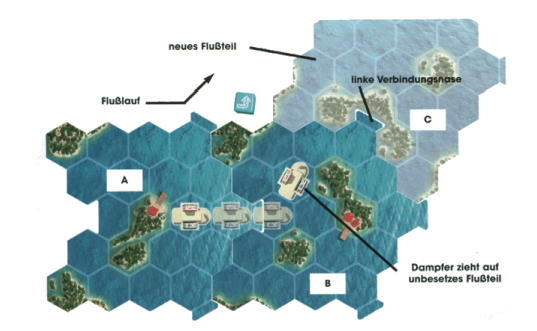 neues Flußteil
linke Verbindungsnase
Flußlauf
C
A
B
Dampfer zieht auf
unbesetzes Flußteil